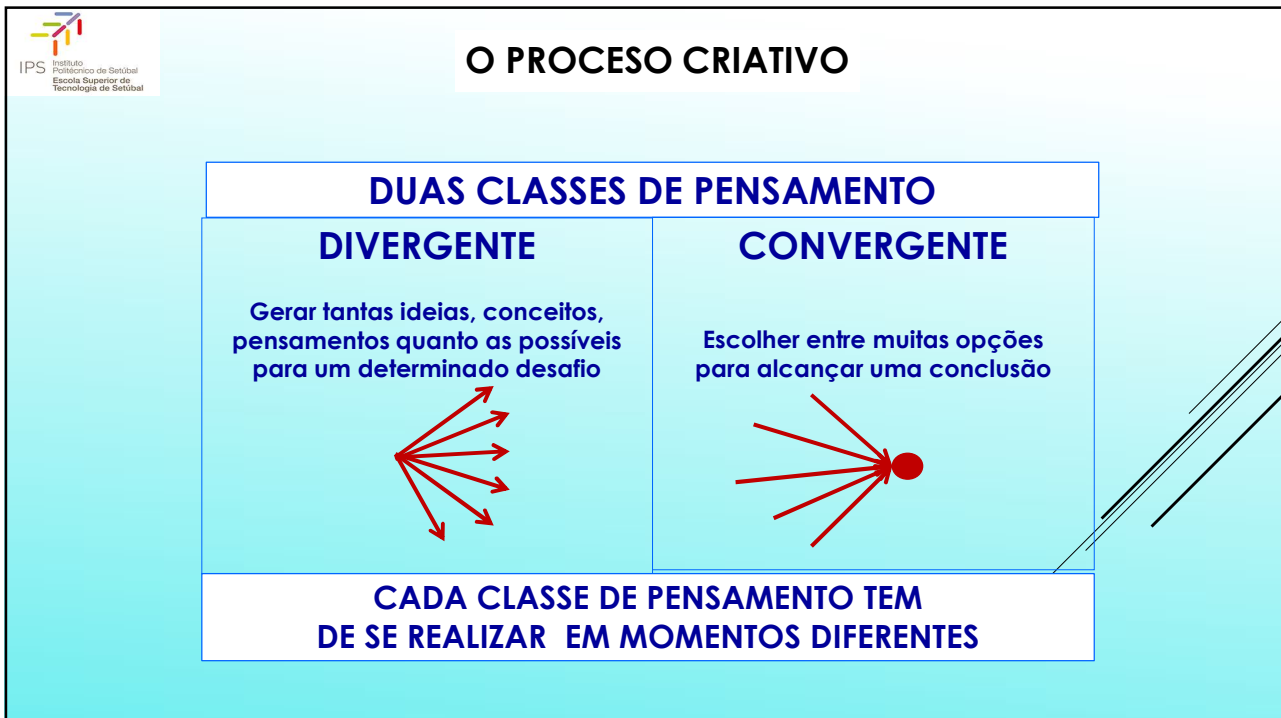 IPS Instituto
Politécnico de Setúbal
Escola Superior de
Tecnologia de Setúbal
O PROCESO CRIATIVO
DUAS CLASSES DE PENSAMENTO
DIVERGENTE
Gerar tantas ideias, conceitos,
pensamentos quanto as possíveis
para um determinado desafio
CONVERGENTE
Escolher entre muitas opções
para alcançar uma conclusão
CADA CLASSE DE PENSAMENTO TEM
DE SE REALIZAR EM MOMENTOS DIFERENTES